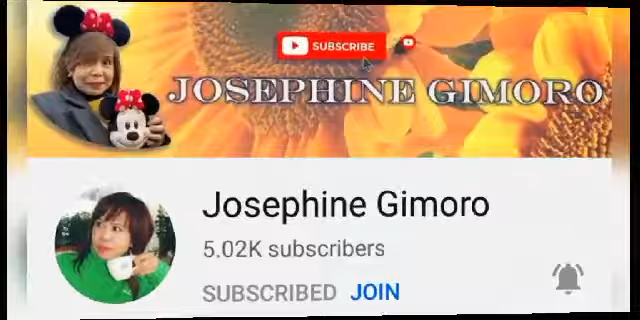 SUBSCRIBE
JOSEPHINE GIMORO
Josephine Gimoro
5.02K subscribers
SUBSCRIBED JOIN